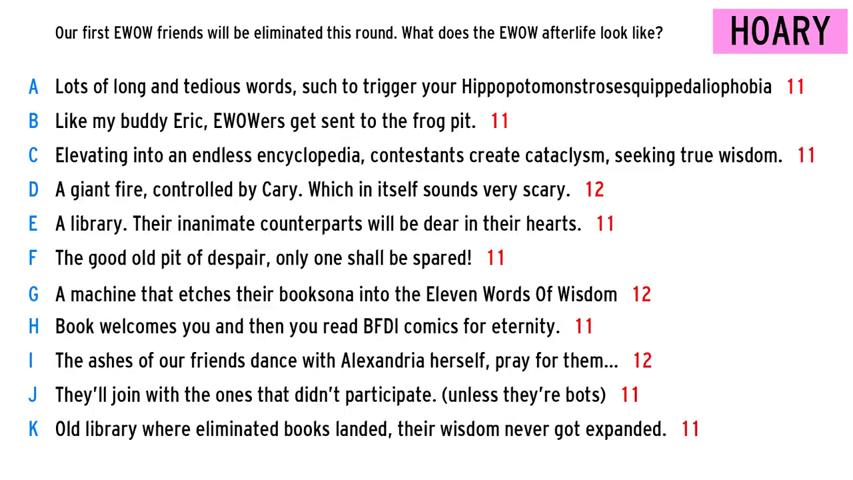 Our first EWOW friends will be eliminated this round. What does the EWOW afterlife look like?
HOARY
A Lots of long and tedious words, such to trigger your Hippopotomonstrosesquippedaliophobia 11
B Like my buddy Eric, EWOWers get sent to the frog pit. 11
C Elevating into an endless encyclopedia, contestants create cataclysm, seeking true wisdom. 11
D A giant fire, controlled by Cary. Which in itself sounds very scary. 12
E A library. Their inanimate counterparts will be dear in their hearts. 11
F The good old pit of despair, only one shall be spared! 11
G A machine that etches their booksona into the Eleven Words Of Wisdom 12
H Book welcomes you and then you read BFDI comics for eternity. 11
I The ashes of our friends dance with Alexandria herself, pray for them... 12
J They'll join with the ones that didn't participate. (unless they're bots) 11
K Old library where eliminated books landed, their wisdom never got expanded. 11